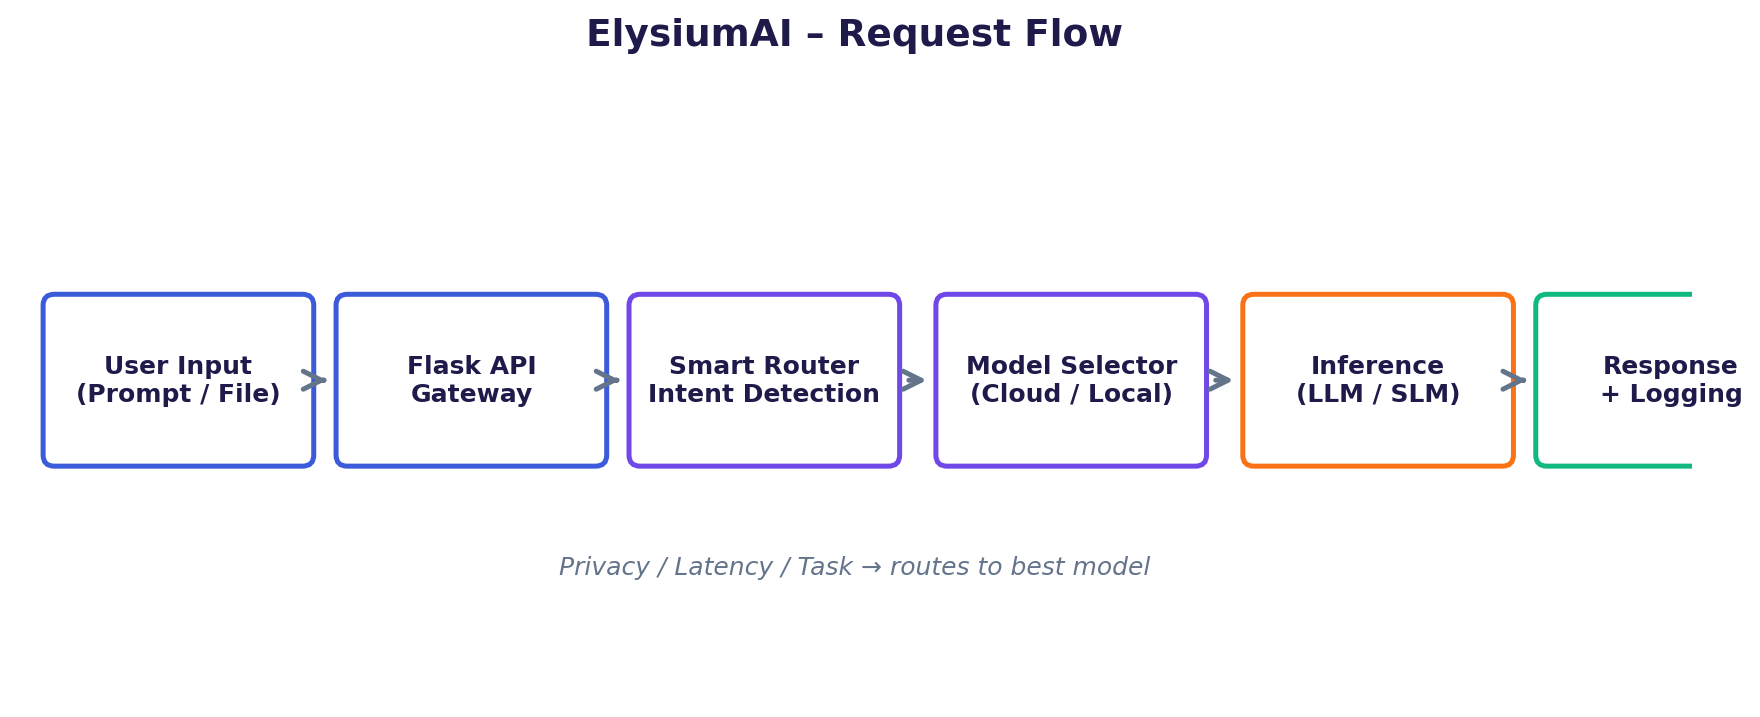 ElysiumAI – Request Flow
User Input
(Prompt / File)
Flask API
Gateway
Smart Router
Intent Detection
Model Selector
(Cloud / Local)
Inference
(LLM / SLM)
Response
+ Logging
Privacy / Latency / Task → routes to best model